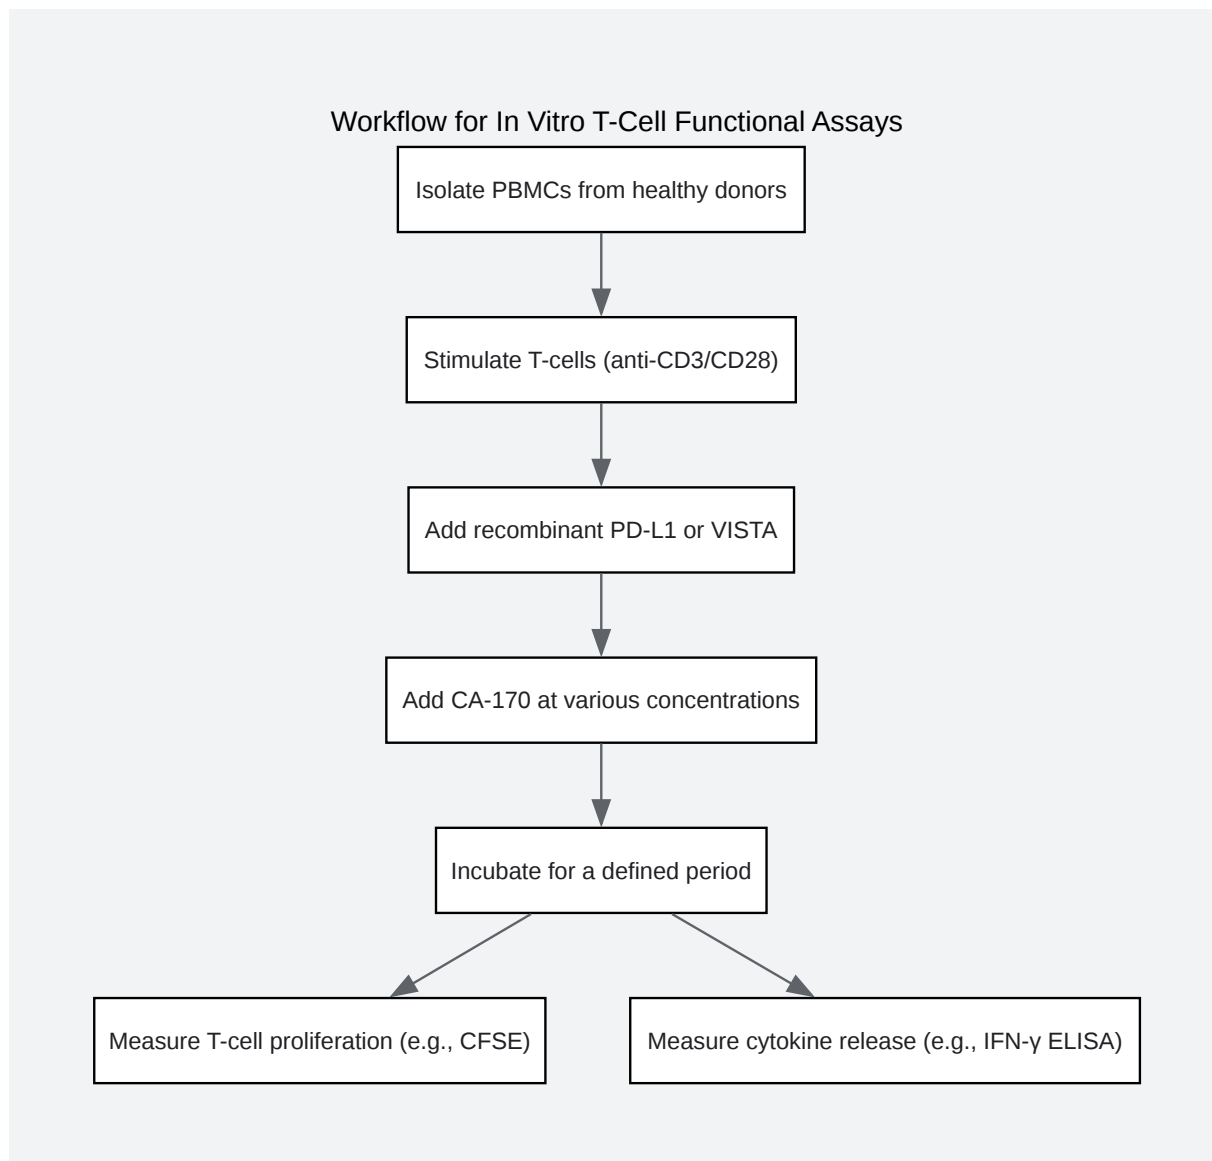 Workflow for In Vitro T-Cell Functional Assays
Isolate PBMCs from healthy donors
Stimulate T-cells (anti-CD3/CD28)
Add recombinant PD-L1 or VISTA
Add CA-170 at various concentrations
Incubate for a defined period
Measure T-cell proliferation (e.g., CFSE)
Measure cytokine release (e.g., IFN-γ ELISA)